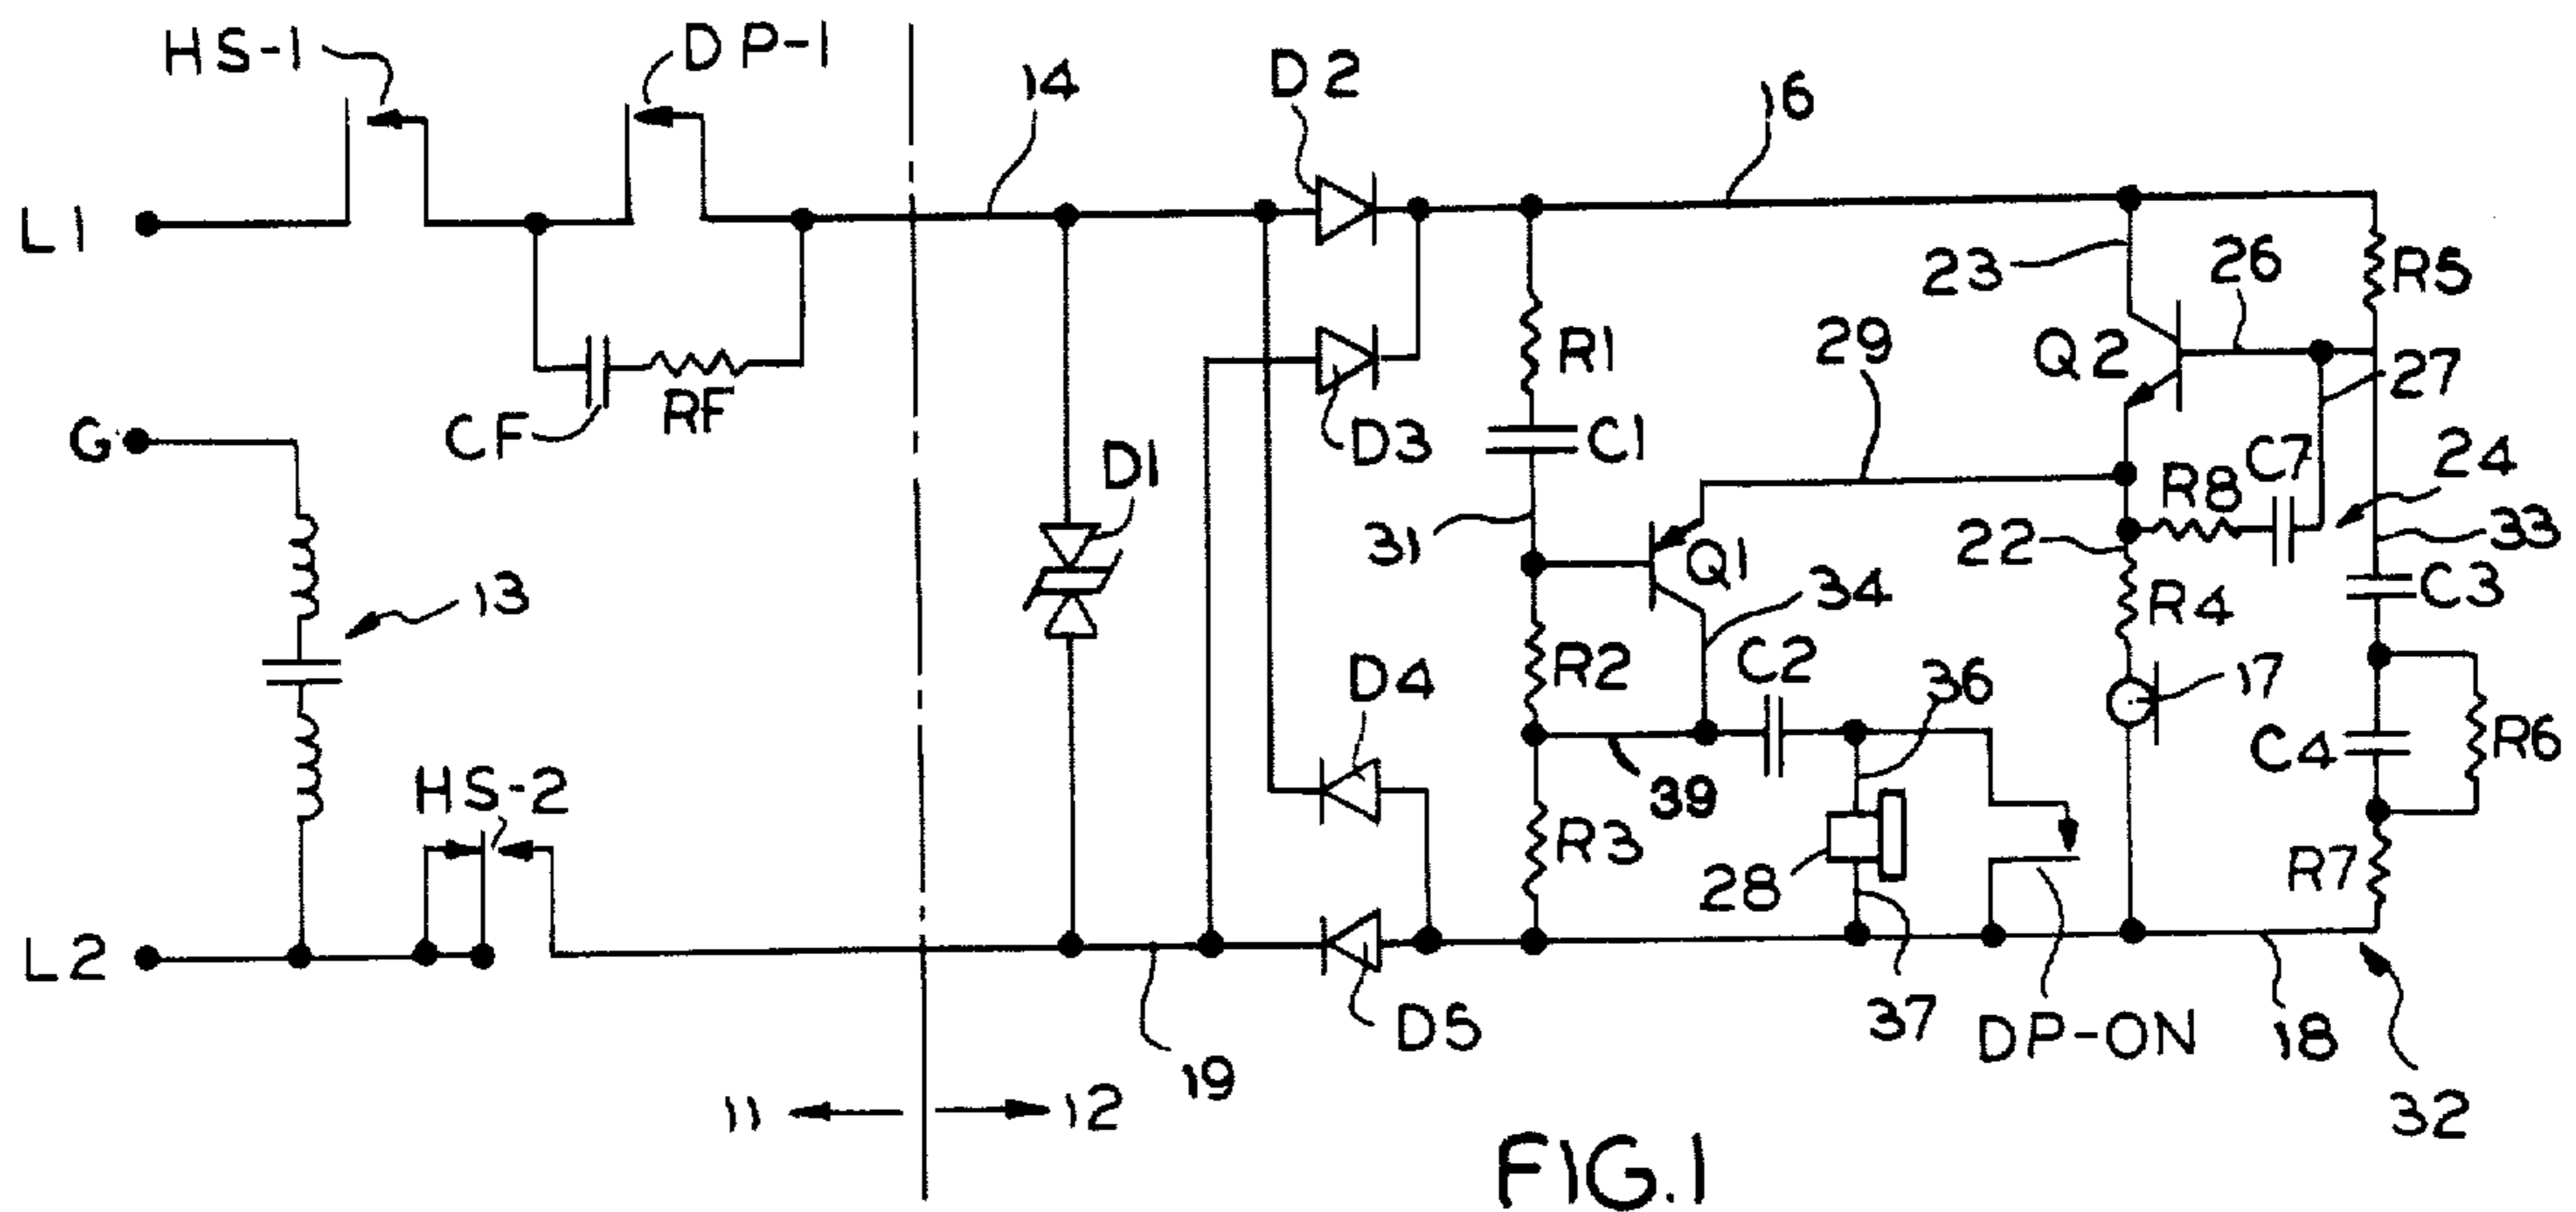 HS-1
DP-1
14
D2
16
L1
23
26
R5
CF
RF
R1
29
Q2
27
G
D1
D3
C1
R8
C7
24
31
Q1
22
33
13
34
R4
C3
R2
C2
D4
36
17
C4
R6
HS-2
39
R3
28
R7
L2
D5
37
DP-ON
18
19
11
12
32
FIG.1